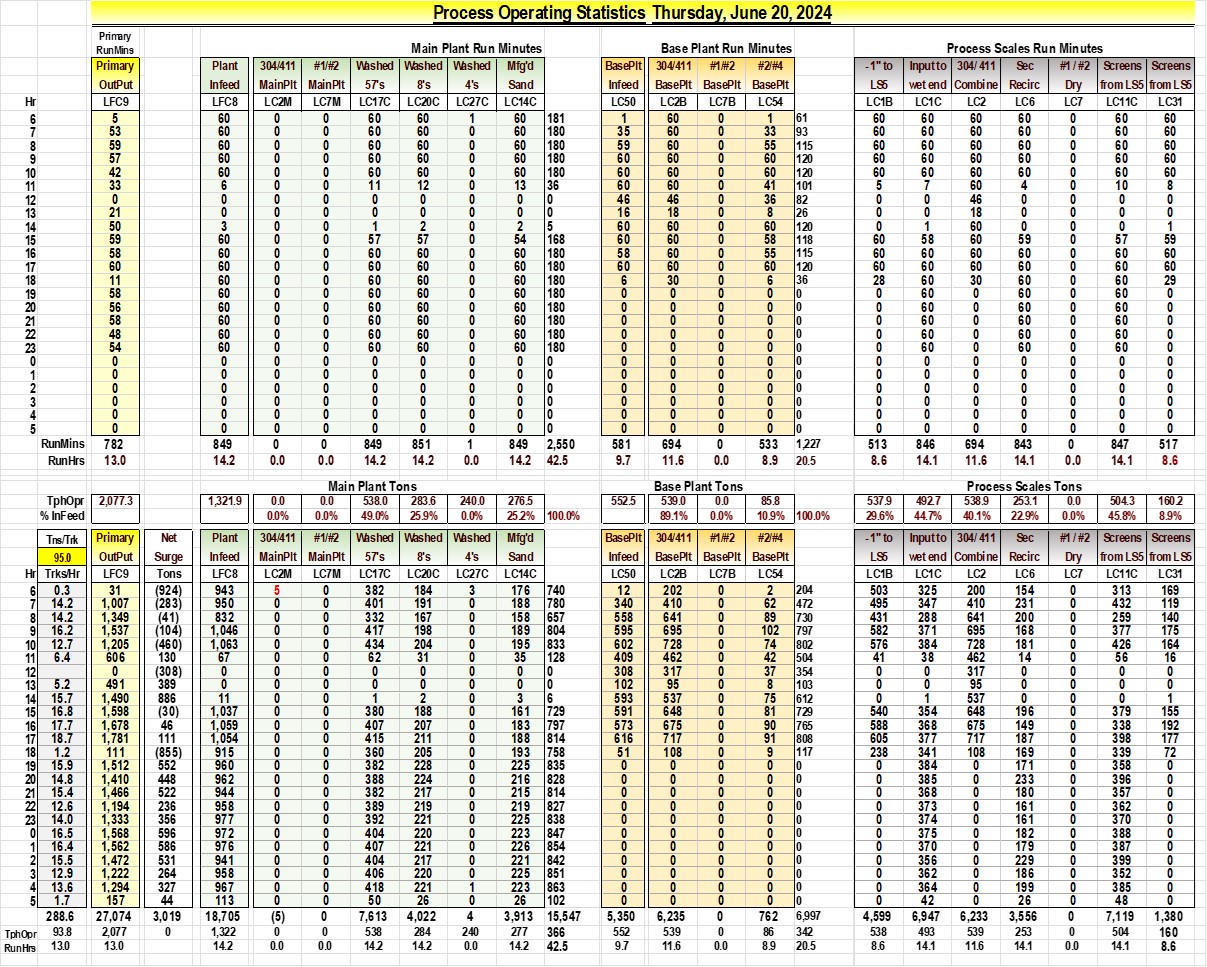 Process Operating Statistics Thursday, June 20, 2024
Primary
RunMins Main Plant Run Minutes Base Plant Run Minutes Process Scales Run Minutes
Primary Plant 304/411 #1/#2 Washed Washed Washed Mfg'd BasePlt 304/411 #1/#2 #2/#4 -1" to Input to 304/ 411 Sec #1 / #2 Screens Screens
OutPut Infeed MainPlt MainPlt 57's 8's 4's Sand Infeed BasePlt BasePlt BasePlt LS5 wet end Combine Recirc Dry from LS5 from LS5
Hr LFC9 LFC8 LC2M LC7M LC17C LC20C LC27C LC14C LC50 LC2B LC7B LC54 LC1B LC1C LC2 LC6 LC7 LC11C LC31
6 5 60 0 0 60 60 1 60 181 1 60 0 1 61 60 60 60 60 0 60 60
7 53 60 0 0 60 60 0 60 180 35 60 0 33 93 60 60 60 60 0 60 60
8 59 60 0 0 60 60 0 60 180 59 60 0 55 115 60 60 60 60 0 60 60
9 57 60 0 0 60 60 0 60 180 60 60 0 60 120 60 60 60 60 0 60 60
10 42 60 0 0 60 60 0 60 180 60 60 0 60 120 60 60 60 60 0 60 60
11 33 6 0 0 11 12 0 13 36 60 60 0 41 101 5 7 60 4 0 10 8
12 0 0 0 0 0 0 0 0 0 46 46 0 36 82 0 0 46 0 0 0 0
13 21 0 0 0 0 0 0 0 0 16 18 0 8 26 0 0 18 0 0 0 0
14 50 3 0 0 1 2 0 2 5 60 60 0 60 120 0 1 60 0 0 0 1
15 59 60 0 0 57 57 0 54 168 60 60 0 58 118 60 58 60 59 0 57 59
16 58 60 0 0 60 60 0 60 180 58 60 0 55 115 60 60 60 60 0 60 60
17 60 60 0 0 60 60 0 60 180 60 60 0 60 120 60 60 60 60 0 60 60
18 11 60 0 0 60 60 0 60 180 6 30 0 6 36 28 60 30 60 0 60 29
19 58 60 0 0 60 60 0 60 180 0 0 0 0 0 0 60 0 60 0 60 0
20 56 60 0 0 60 60 0 60 180 0 0 0 0 0 0 60 0 60 0 60 0
21 58 60 0 0 60 60 0 60 180 0 0 0 0 0 0 60 0 60 0 60 0
22 48 60 0 0 60 60 0 60 180 0 0 0 0 0 0 60 0 60 0 60 0
23 54 60 0 0 60 60 0 60 180 0 0 0 0 0 0 60 0 60 0 60 0
0 0 0 0 0 0 0 0 0 0 0 0 0 0 0 0 0 0 0 0 0
1 0 0 0 0 0 0 0 0 0 0 0 0 0 0 0 0 0 0 0 0
2 0 0 0 0 0 0 0 0 0 0 0 0 0 0 0 0 0 0 0 0
3 0 0 0 0 0 0 0 0 0 0 0 0 0 0 0 0 0 0 0 0
4 0 0 0 0 0 0 0 0 0 0 0 0 0 0 0 0 0 0 0 0
5 0 0 0 0 0 0 0 0 0 0 0 0 0 0 0 0 0 0 0 0
RunMins 782 849 0 0 849 851 1 849 2,550 581 694 0 533 1,227 513 846 694 843 0 847 517
RunHrs 13.0 14.2 0.0 0.0 14.2 14.2 0.0 14.2 42.5 9.7 11.6 0.0 8.9 20.5 8.6 14.1 11.6 14.1 0.0 14.1 8.6
Main Plant Tons Base Plant Tons Process Scales Tons
TphOpr 2,077.3 1,321.9 0.0 0.0 538.0 283.6 240.0 276.5 552.5 539.0 0.0 85.8 537.9 492.7 538.9 253.1 0.0 504.3 160.2
% InFeed 0.0% 0.0% 49.0% 25.9% 0.0% 25.2% 100.0% 89.1% 0.0% 10.9% 100.0% 29.6% 44.7% 40.1% 22.9% 0.0% 45.8% 8.9%
Tns/Trk Primary Net Plant 304/411 #1/#2 Washed Washed Washed Mfg'd BasePlt 304/411 #1/#2 #2/#4 -1" to Input to 304/ 411 Sec #1 / #2 Screens Screens
95.0 OutPut Surge Infeed MainPlt MainPlt 57's 8's 4's Sand Infeed BasePlt BasePlt BasePlt LS5 wet end Combine Recirc Dry from LS5 from LS5
Hr Trks/Hr LFC9 Tons LFC8 LC2M LC7M LC17C LC20C LC27C LC14C LC50 LC2B LC7B LC54 LC1B LC1C LC2 LC6 LC7 LC11C LC31
6 0.3 31 (924) 943 5 0 382 184 3 176 740 12 202 0 2 204 503 325 200 154 0 313 169
7 14.2 1,007 (283) 950 0 0 401 191 0 188 780 340 410 0 62 472 495 347 410 231 0 432 119
8 14.2 1,349 (41) 832 0 0 332 167 0 158 657 558 641 0 89 730 431 288 641 200 0 259 140
9 16.2 1,537 (104) 1,046 0 0 417 198 0 189 804 595 695 0 102 797 582 371 695 168 0 377 175
10 12.7 1,205 (460) 1,063 0 0 434 204 0 195 833 602 728 0 74 802 576 384 728 181 0 426 164
11 6.4 606 130 67 0 0 62 31 0 35 128 409 462 0 42 504 41 38 462 14 0 56 16
12 0 (308) 0 0 0 0 0 0 0 0 308 317 0 37 354 0 0 317 0 0 0 0
13 5.2 491 389 0 0 0 0 0 0 0 0 102 95 0 8 103 0 0 95 0 0 0 0
14 15.7 1,490 886 11 0 0 1 2 0 3 6 593 537 0 75 612 0 1 537 0 0 0 1
15 16.8 1,598 (30) 1,037 0 0 380 188 0 161 729 591 648 0 81 729 540 354 648 196 0 379 155
16 17.7 1,678 46 1,059 0 0 407 207 0 183 797 573 675 0 90 765 588 368 675 149 0 338 192
17 18.7 1,781 111 1,054 0 0 415 211 0 188 814 616 717 0 91 808 605 377 717 187 0 398 177
18 1.2 111 (855) 915 0 0 360 205 0 193 758 51 108 0 9 117 238 341 108 169 0 339 72
19 15.9 1,512 552 960 0 0 382 228 0 225 835 0 0 0 0 0 0 384 0 171 0 358 0
20 14.8 1,410 448 962 0 0 388 224 0 216 828 0 0 0 0 0 0 385 0 233 0 396 0
21 15.4 1,466 522 944 0 0 382 217 0 215 814 0 0 0 0 0 0 368 0 180 0 357 0
22 12.6 1,194 236 958 0 0 389 219 0 219 827 0 0 0 0 0 0 373 0 161 0 362 0
23 14.0 1,333 356 977 0 0 392 221 0 225 838 0 0 0 0 0 0 374 0 161 0 370 0
0 16.5 1,568 596 972 0 0 404 220 0 223 847 0 0 0 0 0 0 375 0 182 0 388 0
1 16.4 1,562 586 976 0 0 407 221 0 226 854 0 0 0 0 0 0 370 0 179 0 387 0
2 15.5 1,472 531 941 0 0 404 217 0 221 842 0 0 0 0 0 0 356 0 229 0 399 0
3 12.9 1,222 264 958 0 0 406 220 0 225 851 0 0 0 0 0 0 362 0 186 0 352 0
4 13.6 1,294 327 967 0 0 418 221 1 223 863 0 0 0 0 0 0 364 0 199 0 385 0
5 1.7 157 44 113 0 0 50 26 0 26 102 0 0 0 0 0 0 42 0 26 0 48 0
288.6 27,074 3,019 18,705 (5) 0 7,613 4,022 4 3,913 15,547 5,350 6,235 0 762 6,997 4,599 6,947 6,233 3,556 0 7,119 1,380
TphOpr 93.8 2,077 0 1,322 0 0 538 284 240 277 366 552 539 0 86 342 538 493 539 253 0 504 160
RunHrs 13.0 13.0 14.2 0.0 0.0 14.2 14.2 0.0 14.2 42.5 9.7 11.6 0.0 8.9 20.5 8.6 14.1 11.6 14.1 0.0 14.1 8.6